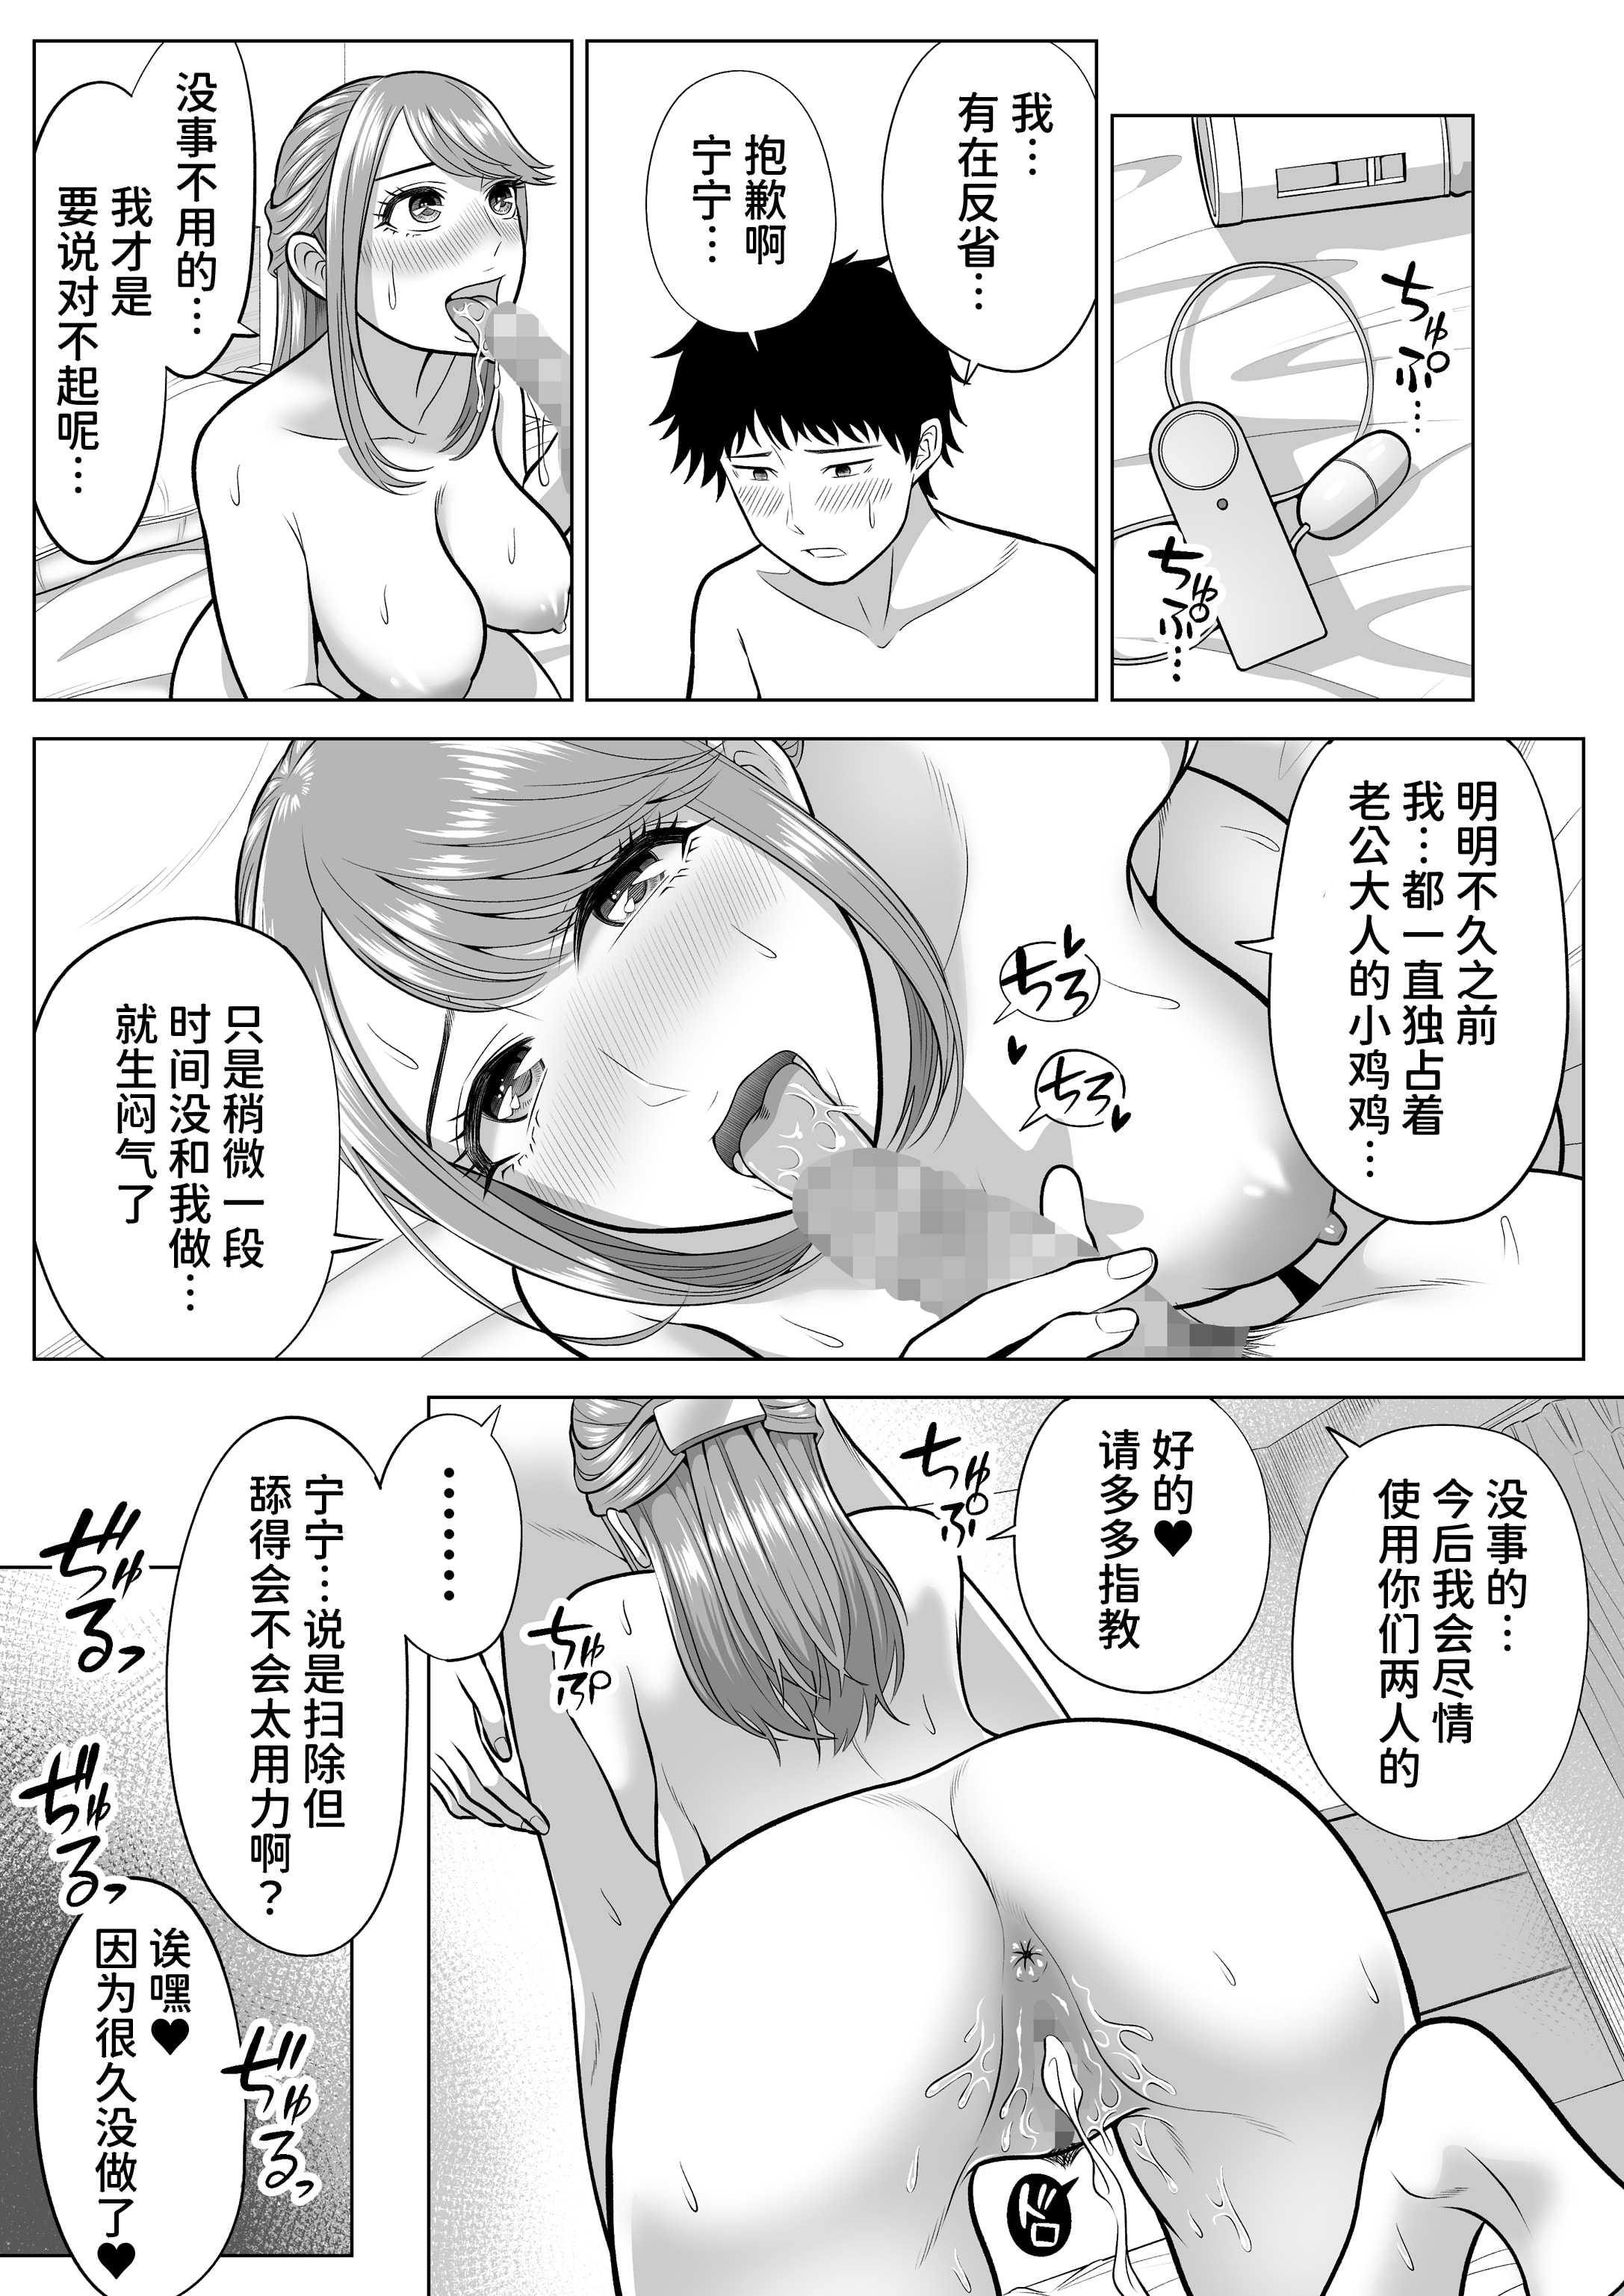 ちゅぷ…
ちゅぷ…
我…
有在反省…
抱歉啊
宁宁…
没事不用的…
我才是
要说对不起呢…
明明不久之前
我…都一直独占着
老公大人的小鸡鸡…
ちろ
ちろ
只是稍微一段
时间没和我做…
就生闷气了
没事的…
今后我会尽情
使用你们两人的
好的♥
请多多指教
ちゅぷ
ちゅぷ
ドロ
………
宁宁…说是扫除但
舔得会不会太用力啊？
ぢゅるっ
ぢゅるっ
ぢゅるっ
诶嘿♥
因为很久没做了♥